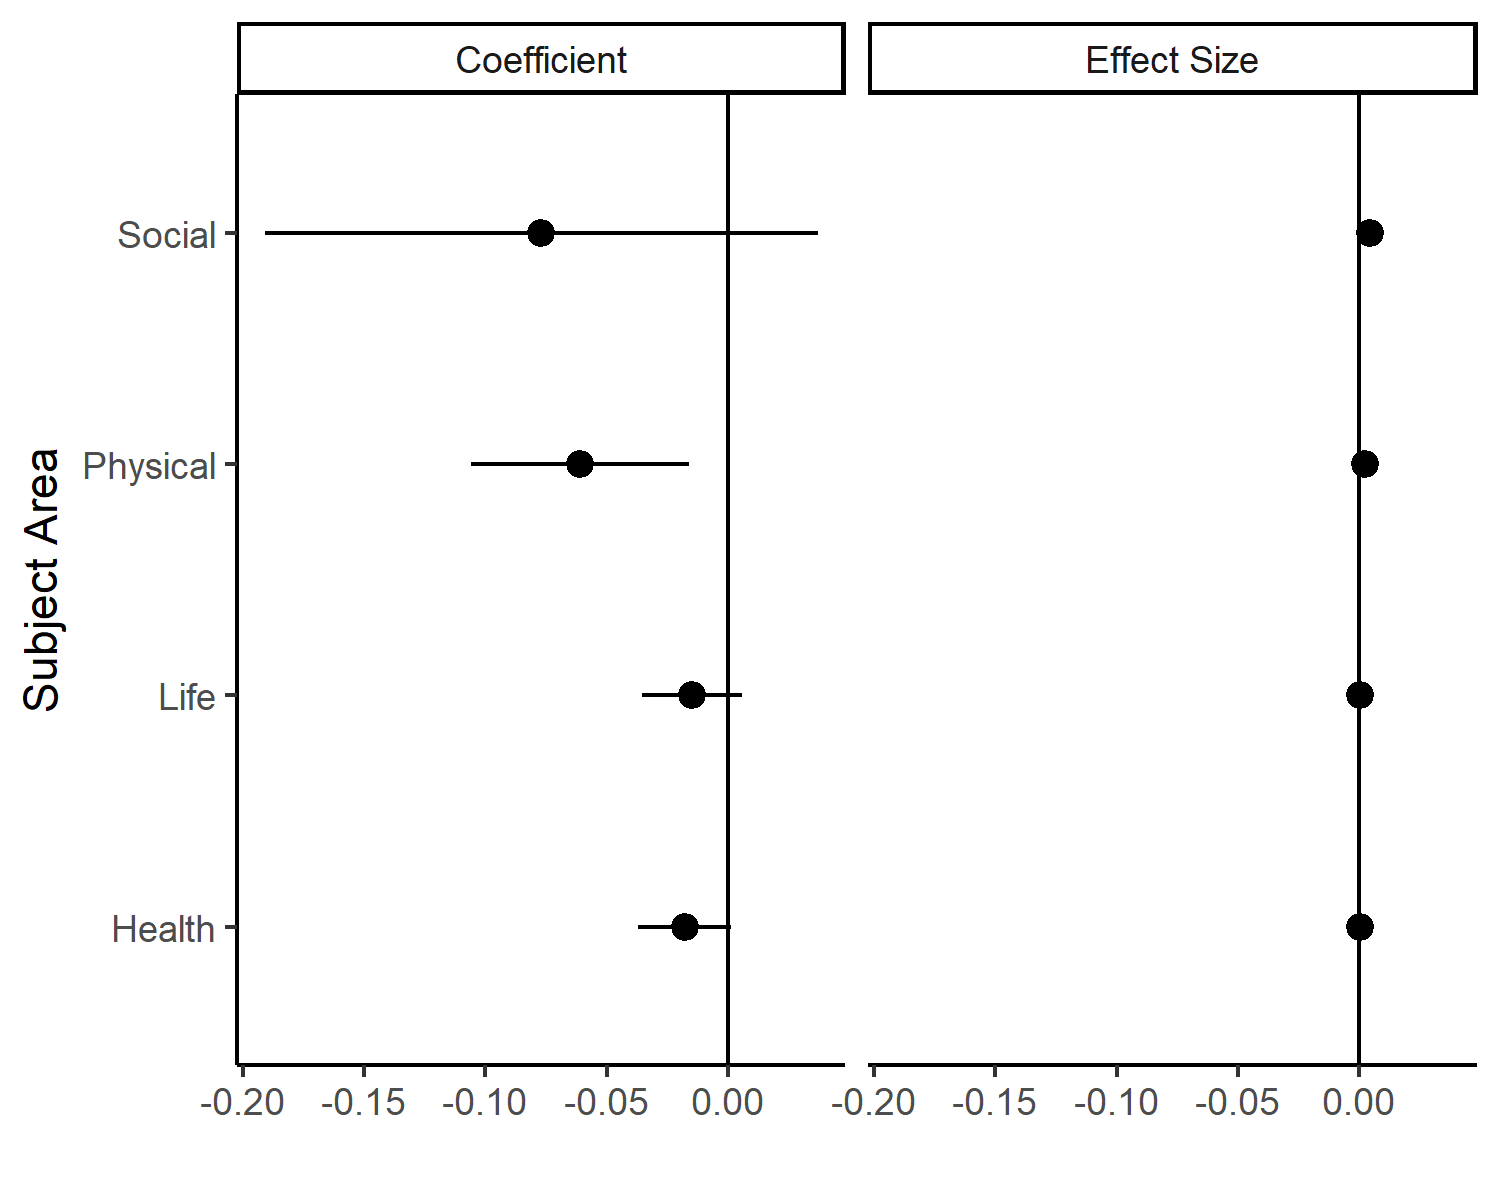 Coefficient
Effect Size
Subject Area
Social
Physical
Life
Health
-0.20 -0.15 -0.10 -0.05 0.00
-0.20 -0.15 -0.10 -0.05 0.00